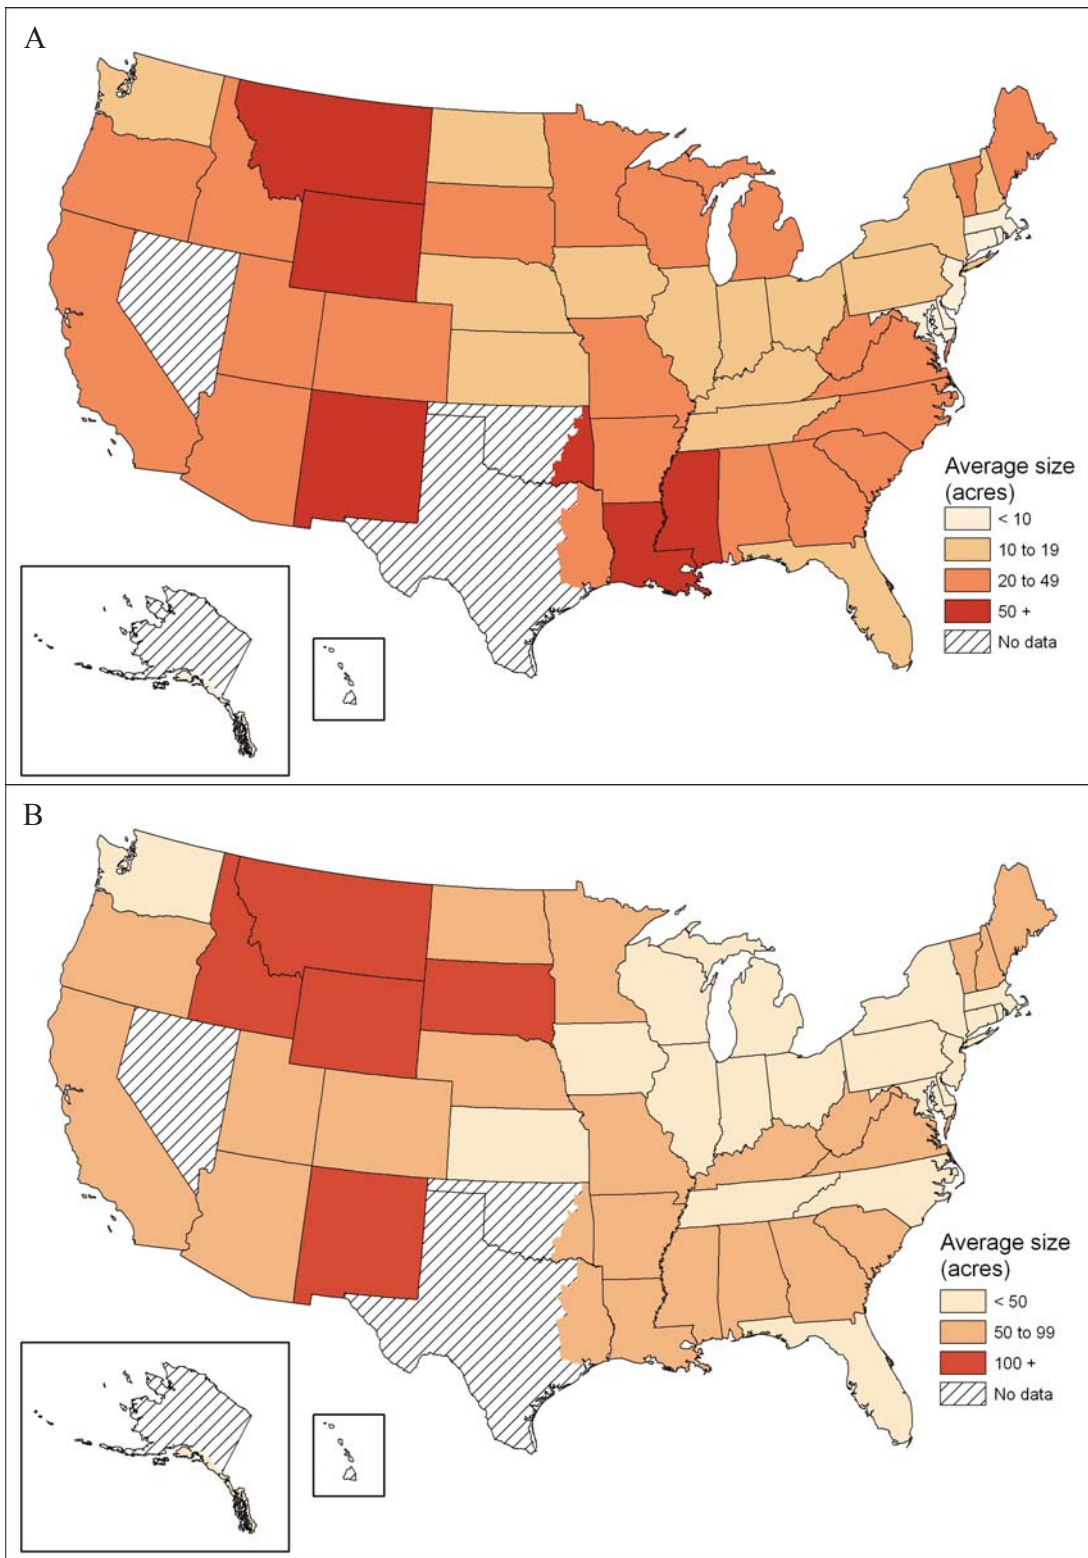 A
Average size
(acres)
< 10
10 to 19
20 to 49
50 +
No data
B
Average size
(acres)
< 50
50 to 99
100 +
No data